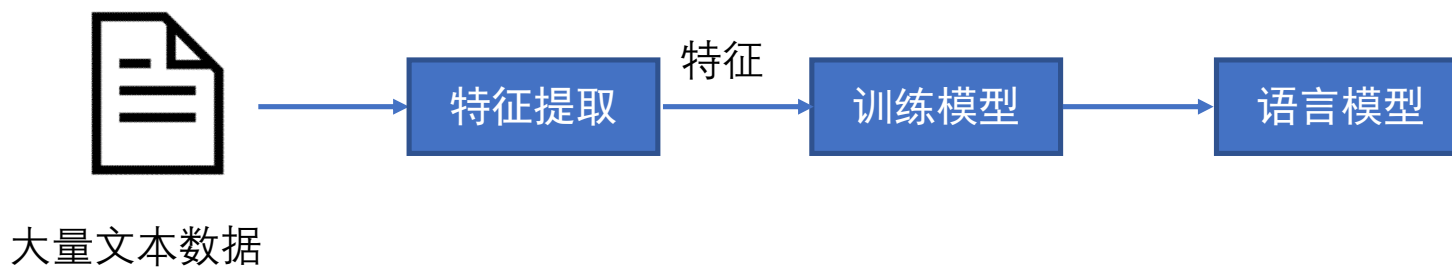 特征
特征提取
训练模型
语言模型
大量文本数据